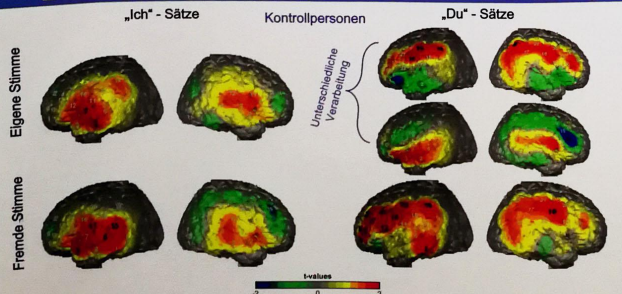 „Ich“ - Sätze
Kontrollpersonen
„Du“ - Sätze
Eigene Stimme
Unterschiedliche
Verarbeitung
Fremde Stimme
t-values
0